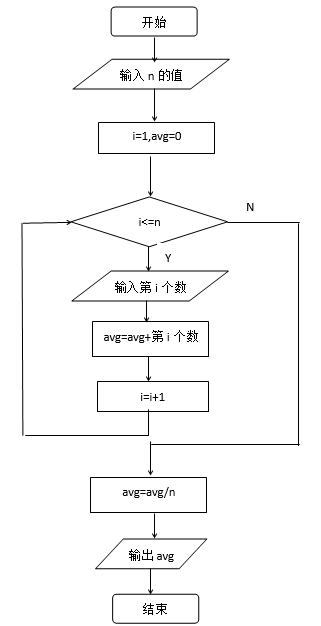 开始
输入 n 的值
i=1,avg=0
i<=n
N
Y
输入第 i 个数
avg=avg+第 i 个数
i=i+1
avg=avg/n
输出 avg
结束